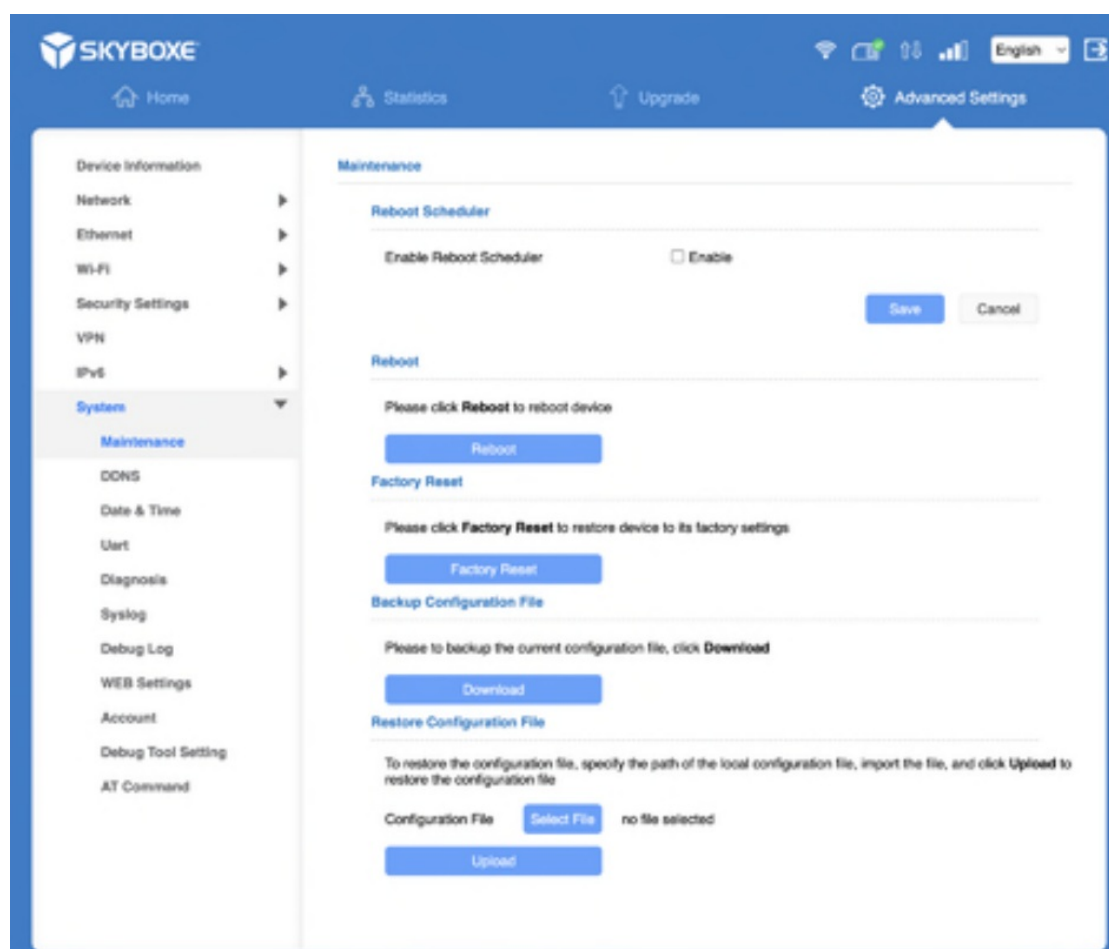 SKYBOXE
English
Home
Statistics
Upgrade
Advanced Settings
Device Information
Network
Ethernet
Wi-Fi
Security Settings
VPN
IPv6
System
Maintenance
DDNS
Date & Time
Uart
Diagnosis
Syslog
Debug Log
WEB Settings
Account
Debug Tool Setting
AT Command
Maintenance
Reboot Scheduler
Enable Reboot Scheduler
Enable
Save
Cancel
Reboot
Please click Reboot to reboot device
Reboot
Factory Reset
Please click Factory Reset to restore device to its factory settings
Factory Reset
Backup Configuration File
Please to backup the current configuration file, click Download
Download
Restore Configuration File
To restore the configuration file, specify the path of the local configuration file, import the file, and click Upload to
restore the configuration file
Configuration File
Select File
no file selected
Upload